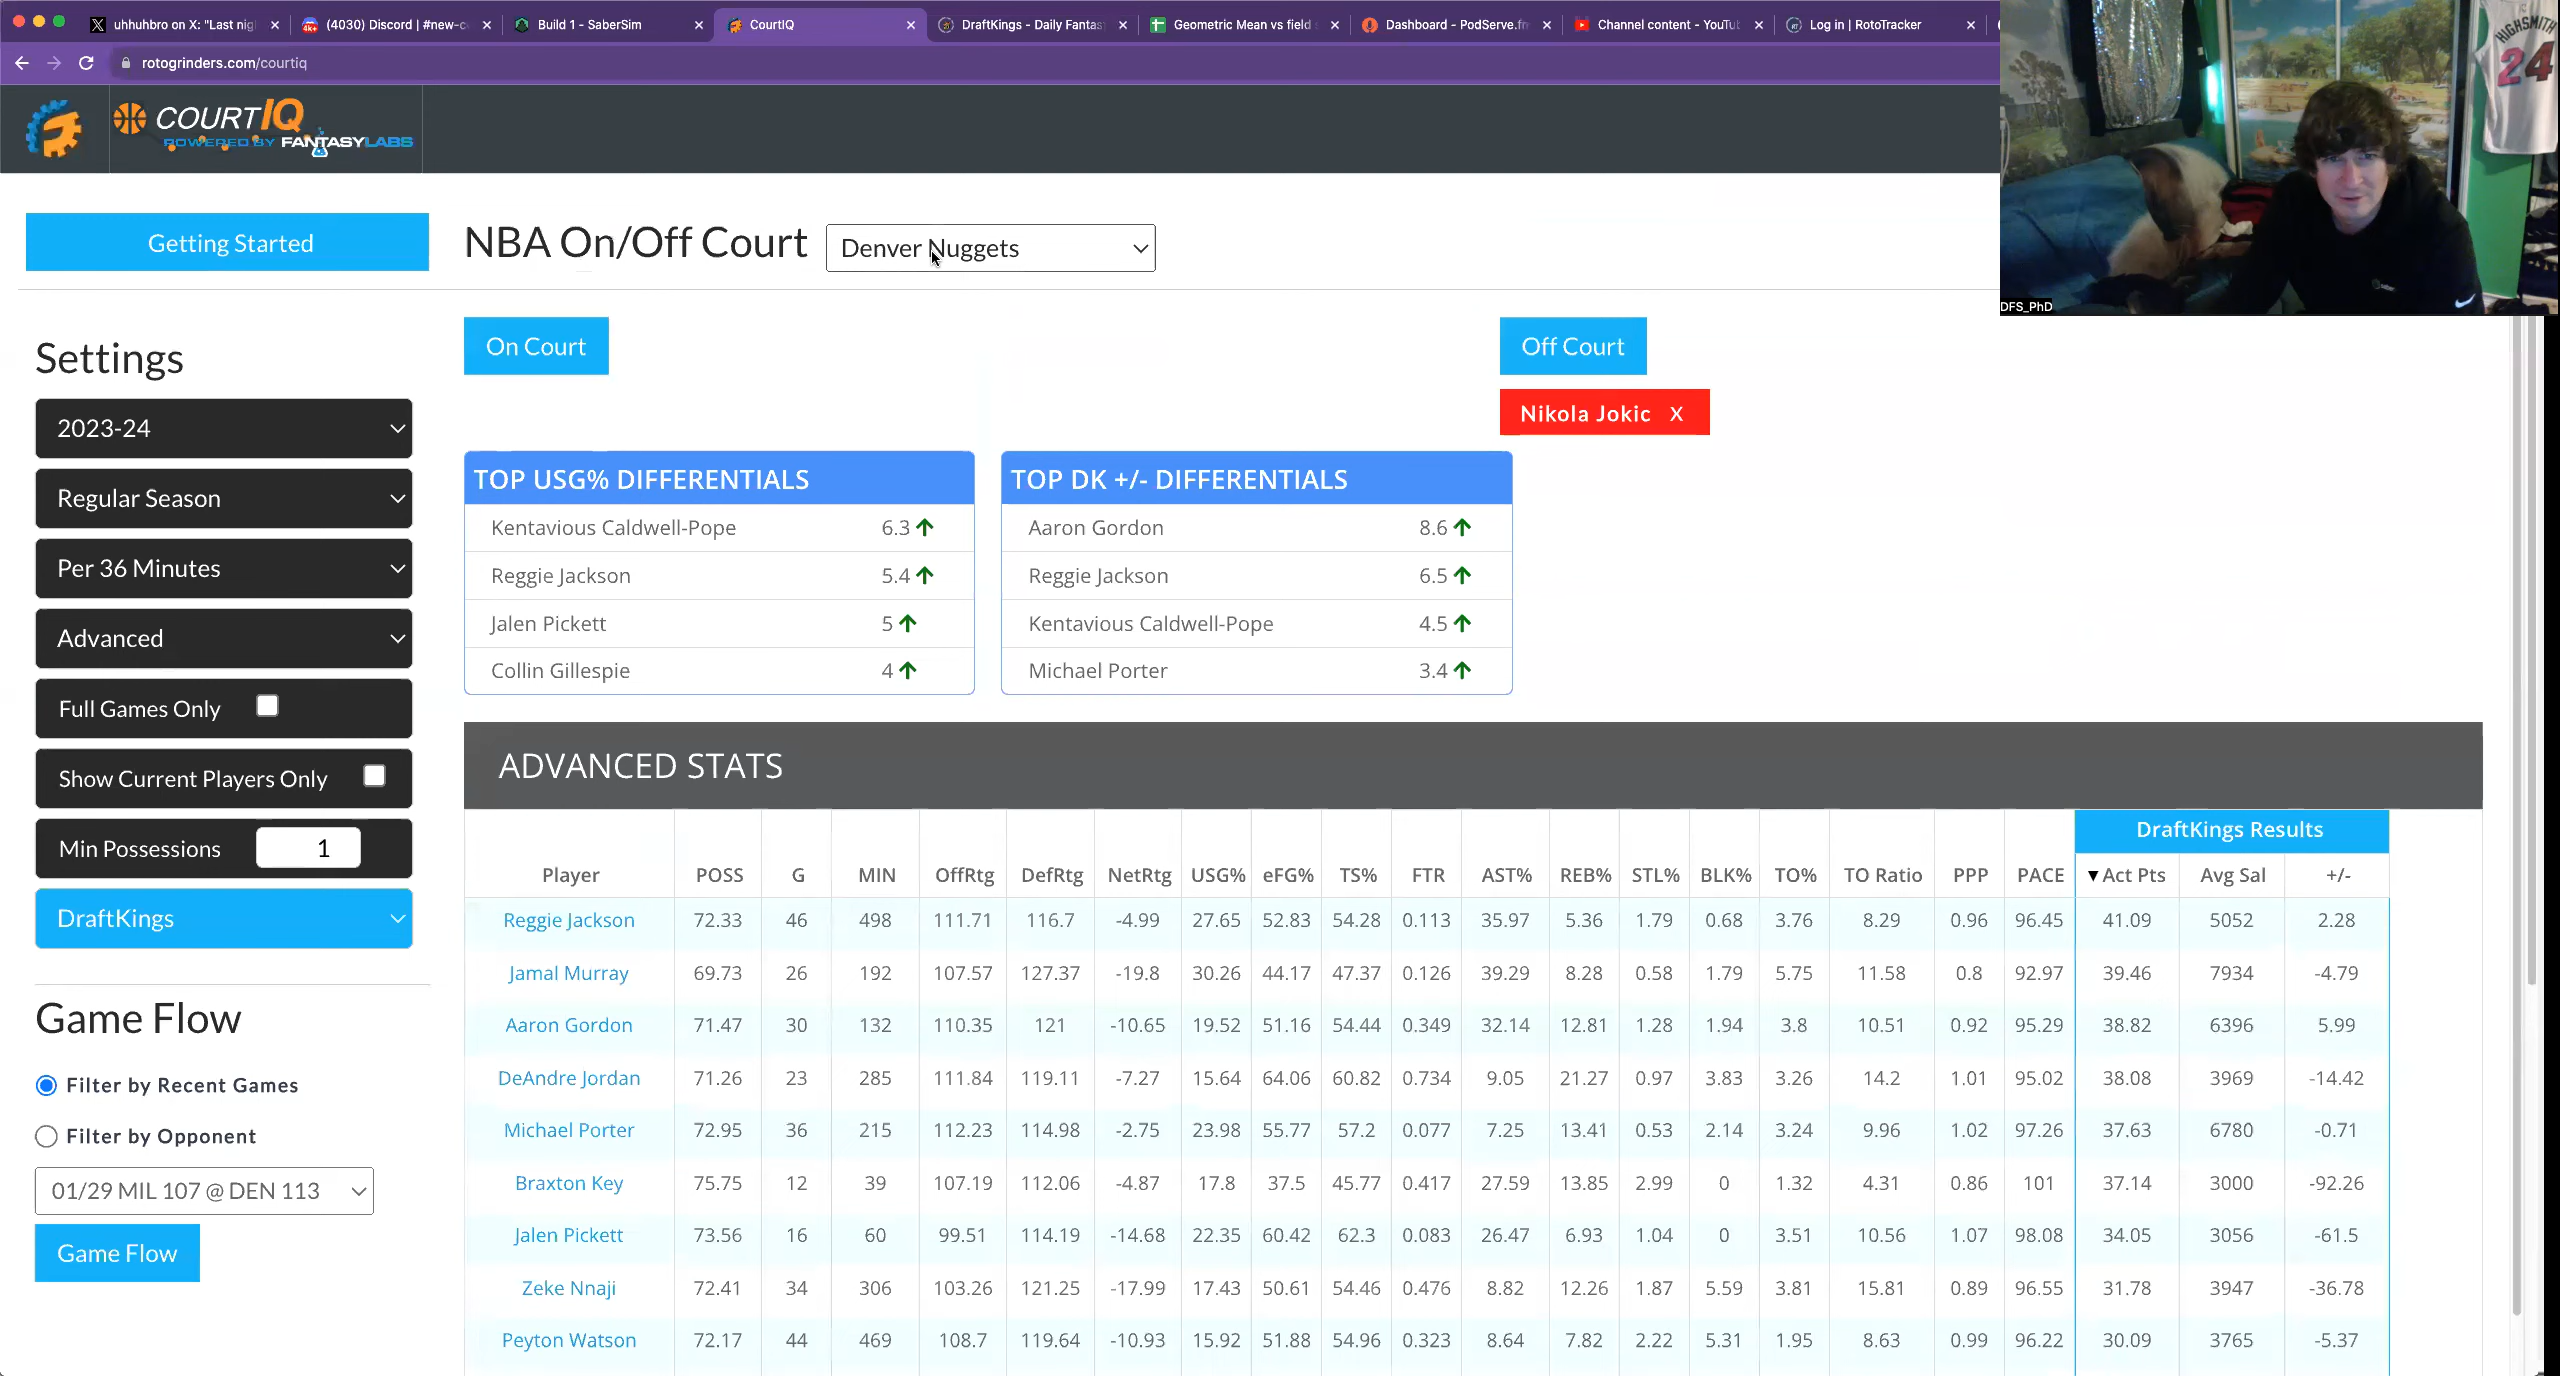 uhhuhbro on X: "Last nig
(4030) Discord | #new-c
Build 1 - SaberSim
CourtIQ
DraftKings - Daily Fantas
Geometric Mean vs field
Dashboard - PodServe.fm
Channel content - YouTu
Log in | RotoTracker
rotogrinders.com/courtiq
COURTIQ
POWERED BY FANTASYLABS
HIGHSMITH
24
DFS_PhD
Getting Started
NBA On/Off Court
Denver Nuggets
Settings
2023-24
Regular Season
Per 36 Minutes
Advanced
Full Games Only
Show Current Players Only
Min Possessions 1
DraftKings
Game Flow
Filter by Recent Games
Filter by Opponent
01/29 MIL 107 @ DEN 113
Game Flow
On Court
Off Court
Nikola Jokic X
TOP USG% DIFFERENTIALS
Kentavious Caldwell-Pope 6.3
Reggie Jackson 5.4
Jalen Pickett 5
Collin Gillespie 4
TOP DK +/- DIFFERENTIALS
Aaron Gordon 8.6
Reggie Jackson 6.5
Kentavious Caldwell-Pope 4.5
Michael Porter 3.4
ADVANCED STATS
DraftKings Results
Player POSS G MIN OffRtg DefRtg NetRtg USG% eFG% TS% FTR AST% REB% STL% BLK% TO% TO Ratio PPP PACE ▼Act Pts Avg Sal +/-
Reggie Jackson 72.33 46 498 111.71 116.7 -4.99 27.65 52.83 54.28 0.113 35.97 5.36 1.79 0.68 3.76 8.29 0.96 96.45 41.09 5052 2.28
Jamal Murray 69.73 26 192 107.57 127.37 -19.8 30.26 44.17 47.37 0.126 39.29 8.28 0.58 1.79 5.75 11.58 0.8 92.97 39.46 7934 -4.79
Aaron Gordon 71.47 30 132 110.35 121 -10.65 19.52 51.16 54.44 0.349 32.14 12.81 1.28 1.94 3.8 10.51 0.92 95.29 38.82 6396 5.99
DeAndre Jordan 71.26 23 285 111.84 119.11 -7.27 15.64 64.06 60.82 0.734 9.05 21.27 0.97 3.83 3.26 14.2 1.01 95.02 38.08 3969 -14.42
Michael Porter 72.95 36 215 112.23 114.98 -2.75 23.98 55.77 57.2 0.077 7.25 13.41 0.53 2.14 3.24 9.96 1.02 97.26 37.63 6780 -0.71
Braxton Key 75.75 12 39 107.19 112.06 -4.87 17.8 37.5 45.77 0.417 27.59 13.85 2.99 0 1.32 4.31 0.86 101 37.14 3000 -92.26
Jalen Pickett 73.56 16 60 99.51 114.19 -14.68 22.35 60.42 62.3 0.083 26.47 6.93 1.04 0 3.51 10.56 1.07 98.08 34.05 3056 -61.5
Zeke Nnaji 72.41 34 306 103.26 121.25 -17.99 17.43 50.61 54.46 0.476 8.82 12.26 1.87 5.59 3.81 15.81 0.89 96.55 31.78 3947 -36.78
Peyton Watson 72.17 44 469 108.7 119.64 -10.93 15.92 51.88 54.96 0.323 8.64 7.82 2.22 5.31 1.95 8.63 0.99 96.22 30.09 3765 -5.37